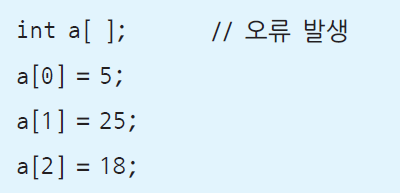 int a[ ];        // 오류 발생
a[0] = 5;
a[1] = 25;
a[2] = 18;